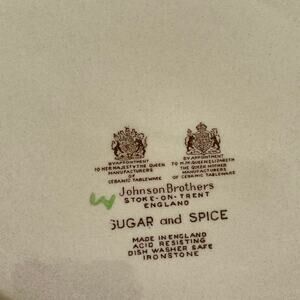 BY APPOINTMENT
TO HER MAJESTY THE QUEEN
MANUFACTURERS
OF
CERAMIC TABLEWARE
BY APPOINTMENT
TO H.M. QUEEN ELIZABETH
THE QUEEN MOTHER
MANUFACTURERS
OF CERAMIC TABLEWARE
W
Johnson Brothers
STOKE-ON-TRENT
ENGLAND
SUGAR and SPICE
MADE IN ENGLAND
ACID RESISTING
DISH WASHER SAFE
IRONSTONE